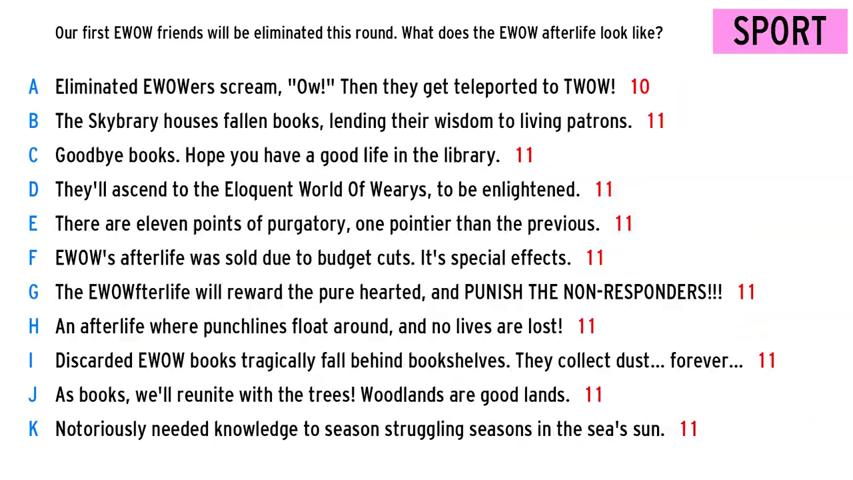 Our first EWOW friends will be eliminated this round. What does the EWOW afterlife look like?
SPORT
A Eliminated EWOWers scream, "Ow!" Then they get teleported to TWOW! 10
B The Skybrary houses fallen books, lending their wisdom to living patrons. 11
C Goodbye books. Hope you have a good life in the library. 11
D They'll ascend to the Eloquent World Of Wearys, to be enlightened. 11
E There are eleven points of purgatory, one pointier than the previous. 11
F EWOW's afterlife was sold due to budget cuts. It's special effects. 11
G The EWOWfterlife will reward the pure hearted, and PUNISH THE NON-RESPONDERS!!! 11
H An afterlife where punchlines float around, and no lives are lost! 11
I Discarded EWOW books tragically fall behind bookshelves. They collect dust... forever... 11
J As books, we'll reunite with the trees! Woodlands are good lands. 11
K Notoriously needed knowledge to season struggling seasons in the sea's sun. 11